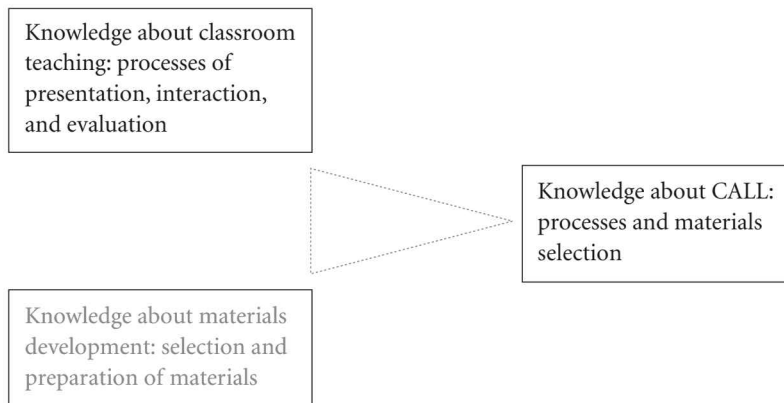 Knowledge about classroom
teaching: processes of
presentation, interaction,
and evaluation
Knowledge about CALL:
processes and materials
selection
Knowledge about materials
development: selection and
preparation of materials